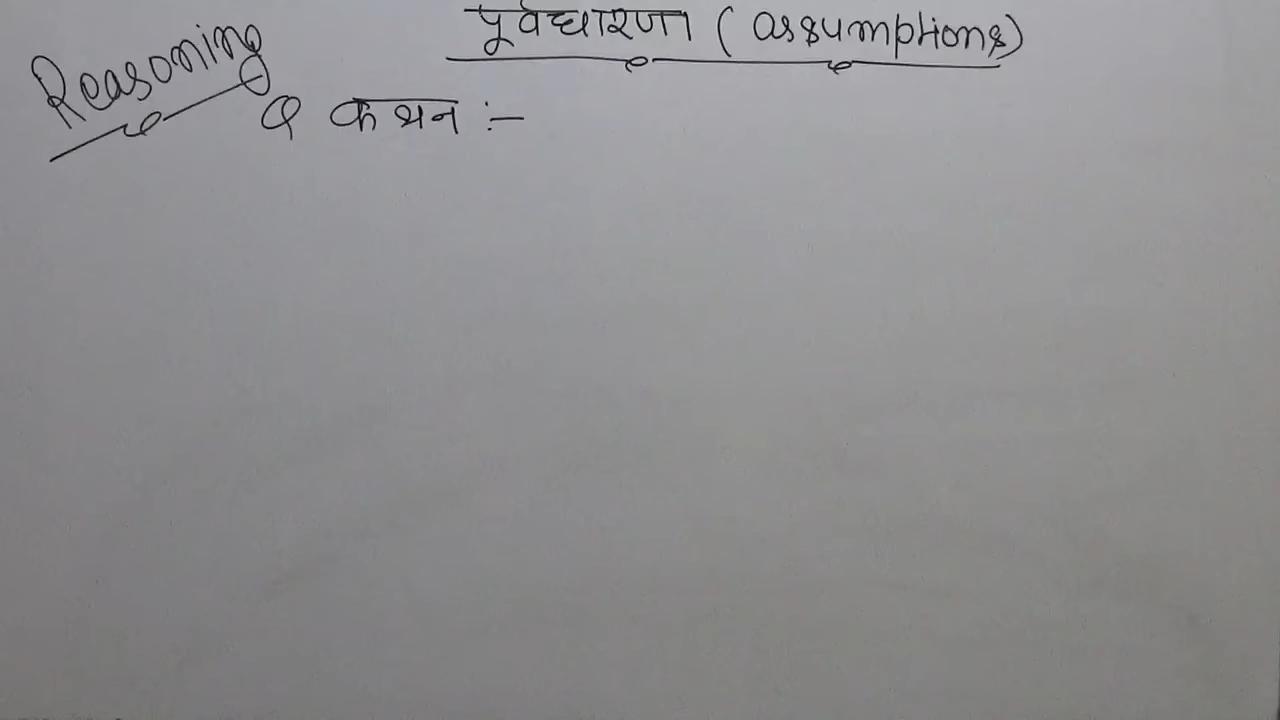 Reasoning
पूर्वधारणा ( assumptions)
Q कथन :-